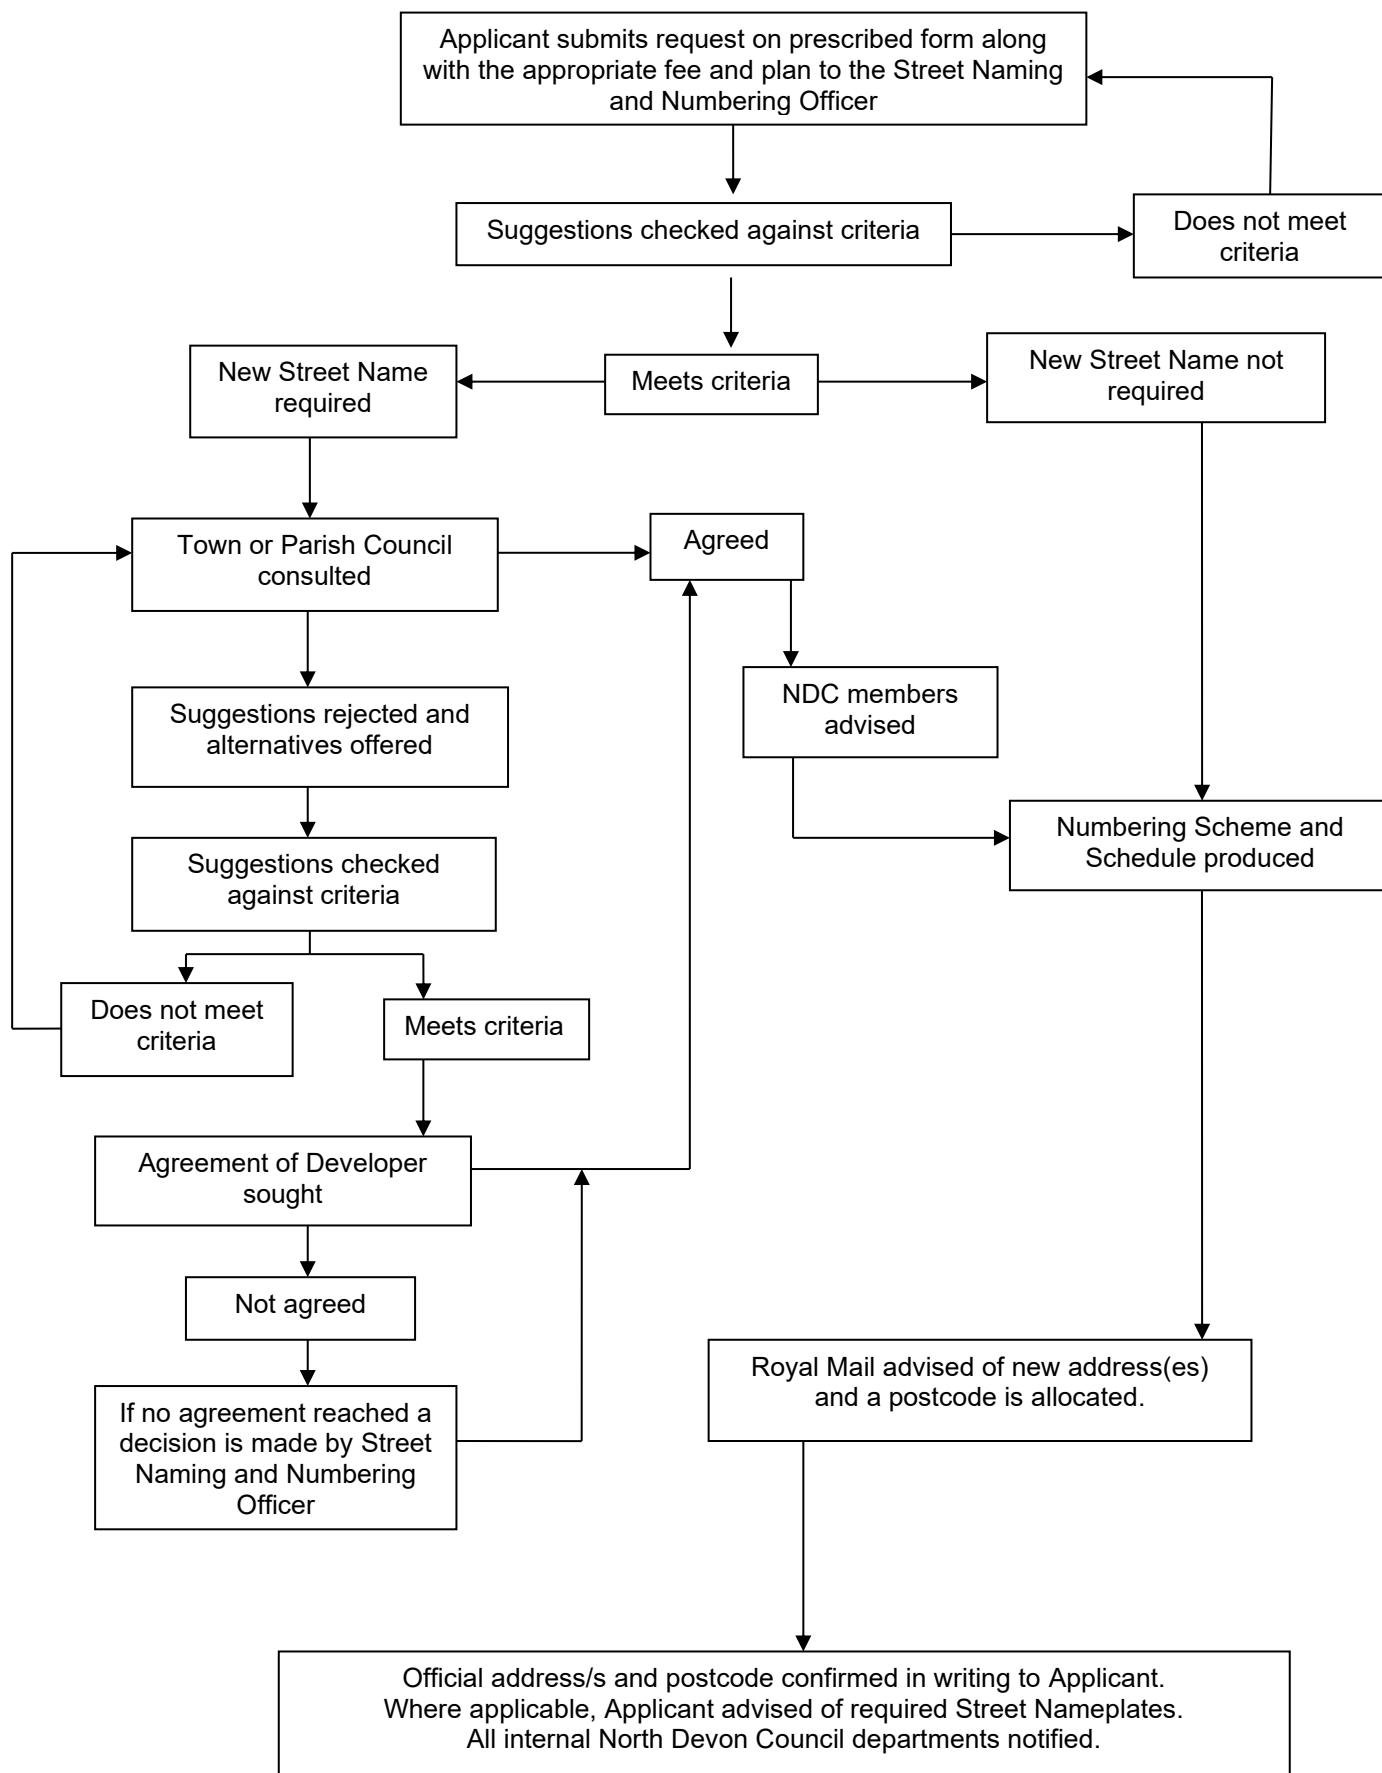 Applicant submits request on prescribed form along
with the appropriate fee and plan to the Street Naming
and Numbering Officer
Suggestions checked against criteria
Does not meet
criteria
New Street Name
required
Meets criteria
New Street Name not
required
Town or Parish Council
consulted
Agreed
Suggestions rejected and
alternatives offered
NDC members
advised
Suggestions checked
against criteria
Numbering Scheme and
Schedule produced
Does not meet
criteria
Meets criteria
Agreement of Developer
sought
Not agreed
If no agreement reached a
decision is made by Street
Naming and Numbering
Officer
Royal Mail advised of new address(es)
and a postcode is allocated.
Official address/s and postcode confirmed in writing to Applicant.
Where applicable, Applicant advised of required Street Nameplates.
All internal North Devon Council departments notified.